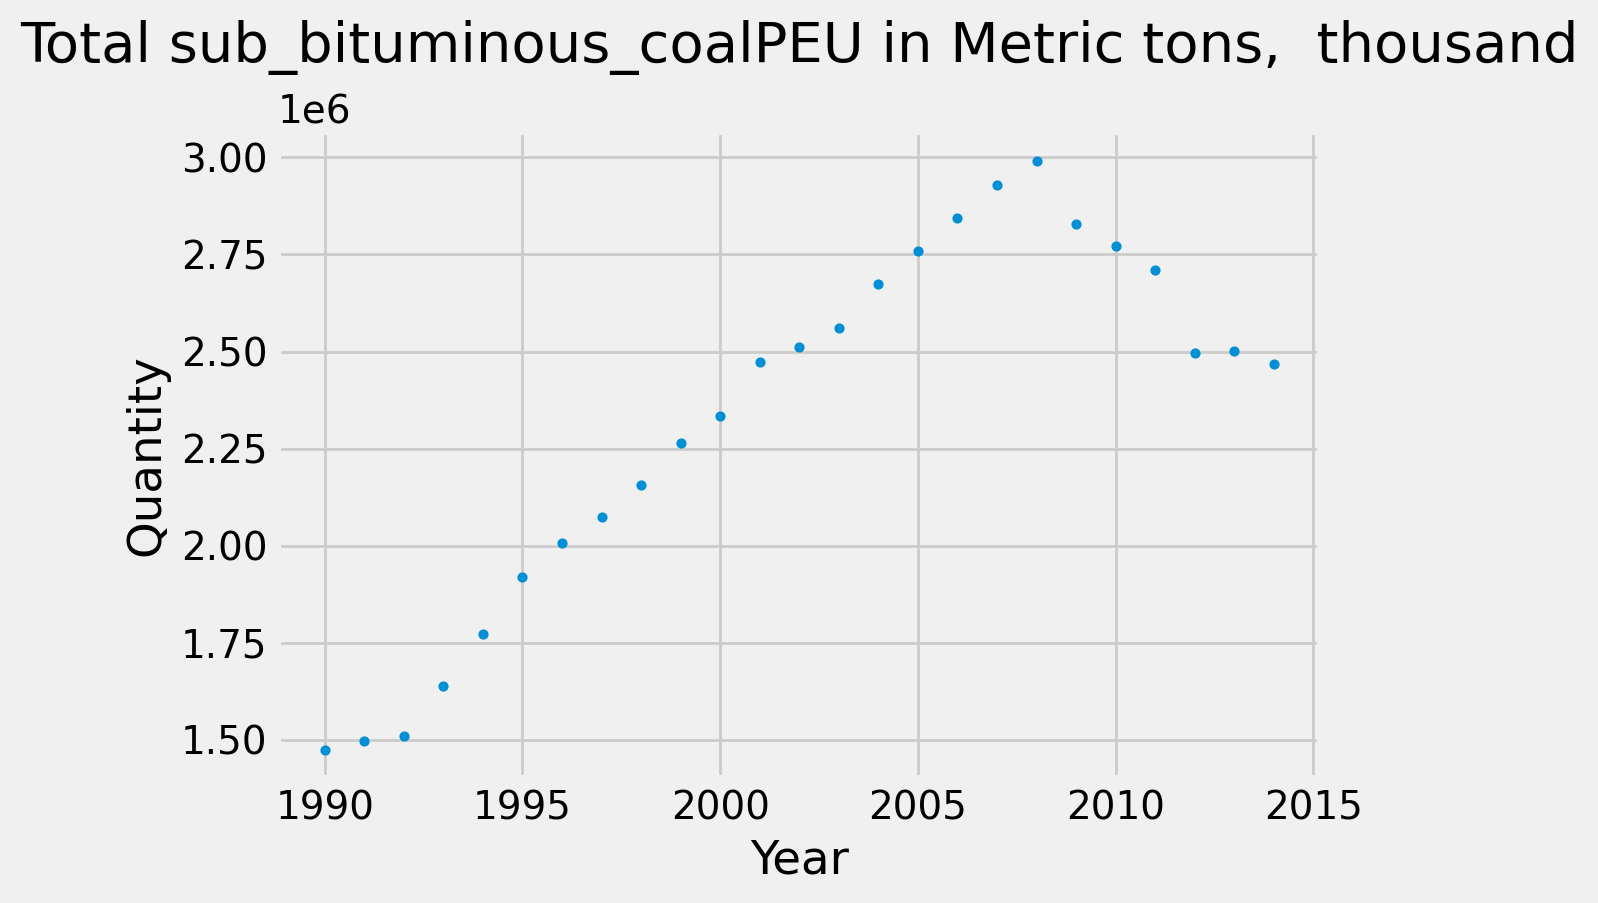 Total sub_bituminous_coalPEU in Metric tons,  thousand
1e6
3.00
2.75
2.50
2.25
2.00
1.75
1.50
Quantity
1990 1995 2000 2005 2010 2015
Year